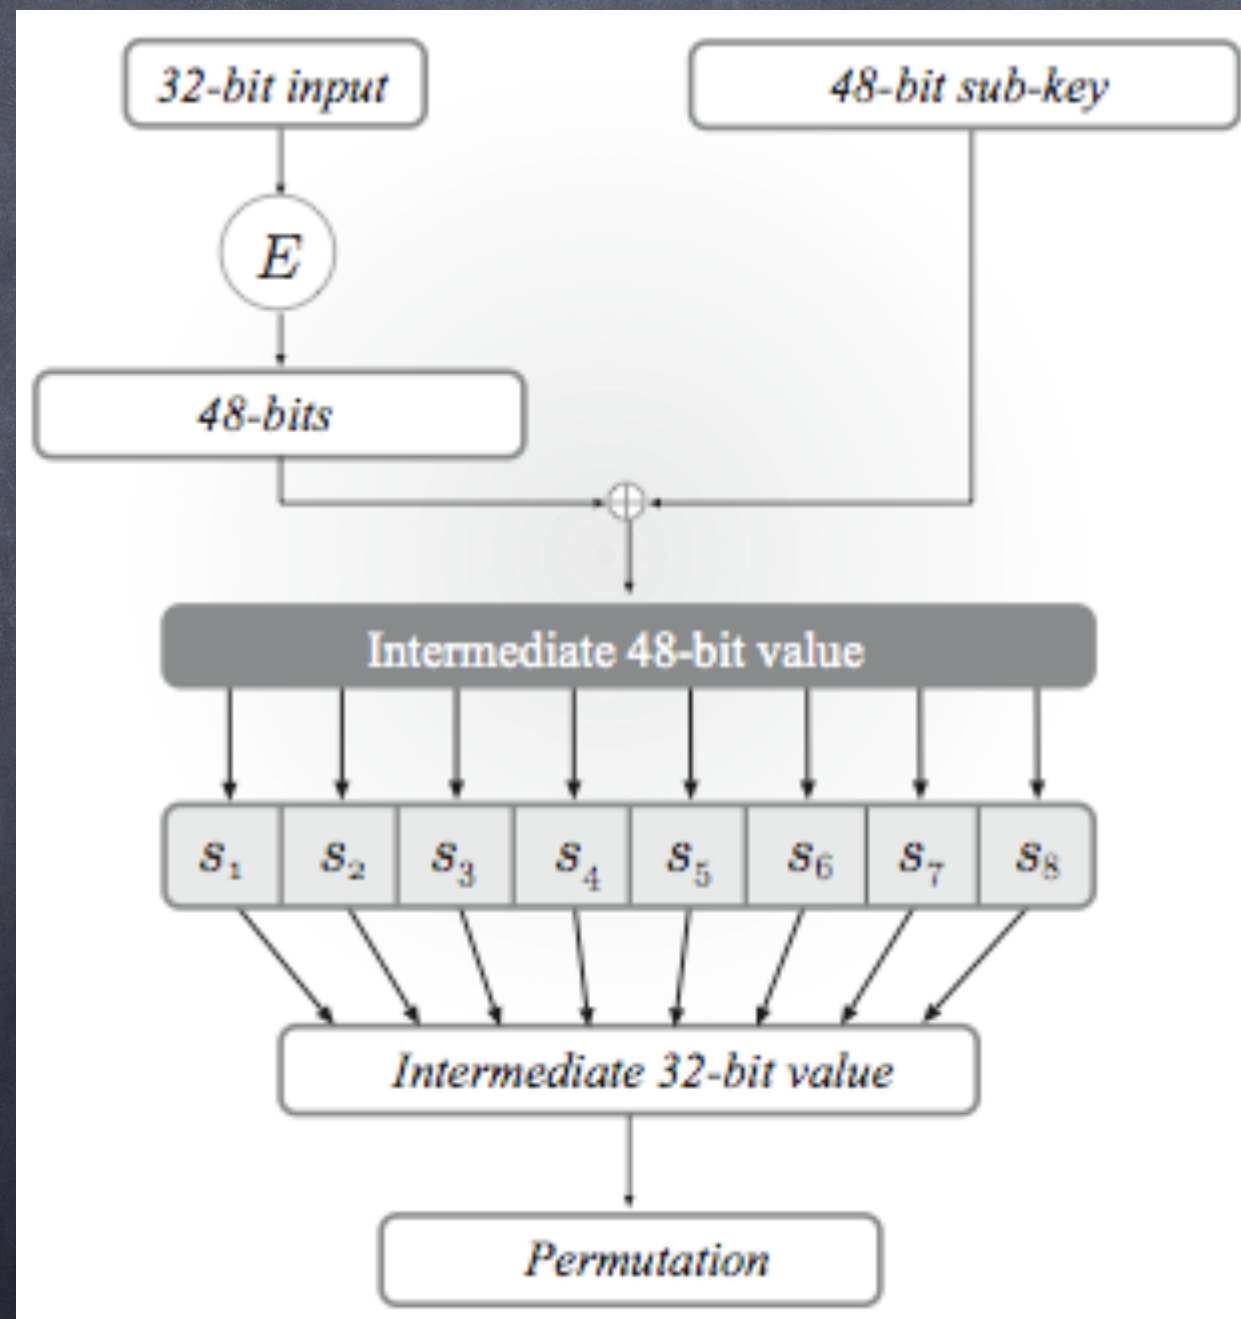 32-bit input
48-bit sub-key
E
48-bits
Intermediate 48-bit value
s₁ s₂ s₃ s₄ s₅ s₆ s₇ s₈
Intermediate 32-bit value
Permutation